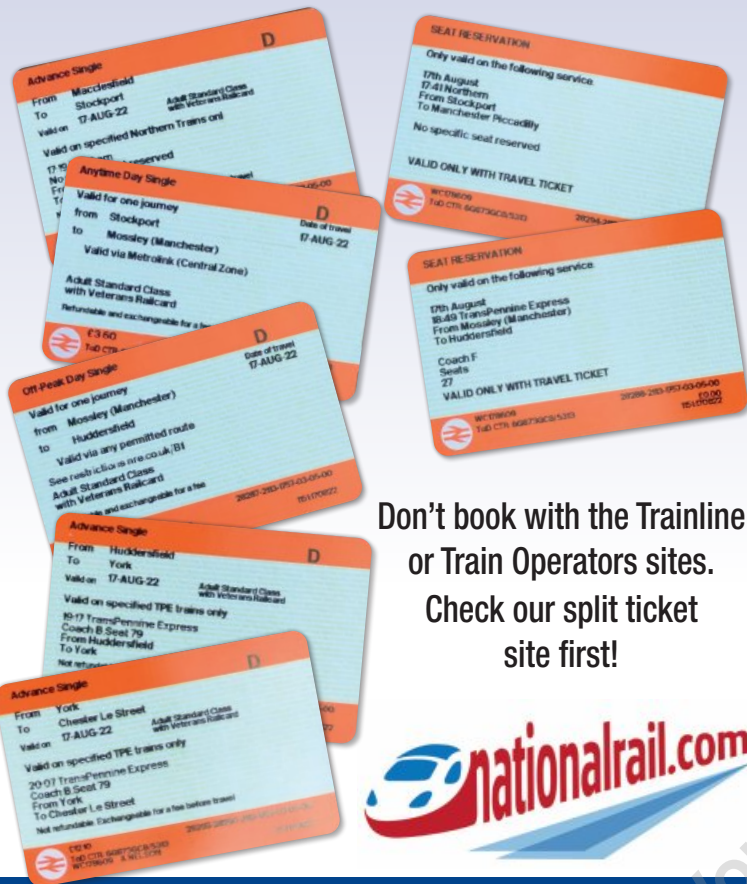 Advance Single
D
From Macclesfield
To Stockport
Valid on 17-AUG-22
Adult Standard Class
with Veterans Railcard
Valid on specified Northern Trains onl
reserved
Anytime Day Single
D
Valid for one journey
Date of travel
17-AUG-22
from Stockport
to Mossley (Manchester)
Valid via Metrolink (Central Zone)
Adult Standard Class
with Veterans Railcard
Refundable and exchangeable for a fee
£3.60
Off-Peak Day Single
D
Valid for one journey
Date of travel
17-AUG-22
from Mossley (Manchester)
to Huddersfield
Valid via any permitted route
See restrictions nre.co.uk/B1
Adult Standard Class
with Veterans Railcard
and exchangeable for a fee
Advance Single
D
From Huddersfield
To York
Valid on 17-AUG-22
Adult Standard Class
with Veterans Railcard
Valid on specified TPE trains only
19:17 TransPennine Express
Coach B Seat 79
From Huddersfield
To York
Advance Single
D
From York
To Chester Le Street
Valid on 17-AUG-22
Adult Standard Class
with Veterans Railcard
Valid on specified TPE trains only
20:07 TransPennine Express
Coach B Seat 79
From York
To Chester Le Street
Not refundable. Exchangeable for a fee before travel
SEAT RESERVATION
Only valid on the following service.
17th August
17:41 Northern
From Stockport
To Manchester Piccadilly
No specific seat reserved
VALID ONLY WITH TRAVEL TICKET
SEAT RESERVATION
Only valid on the following service.
17th August
18:49 TransPennine Express
From Mossley (Manchester)
To Huddersfield
Coach F
Seats
27
VALID ONLY WITH TRAVEL TICKET
£0.00
Don't book with the Trainline
or Train Operators sites.
Check our split ticket
site first!
nationalrail.com